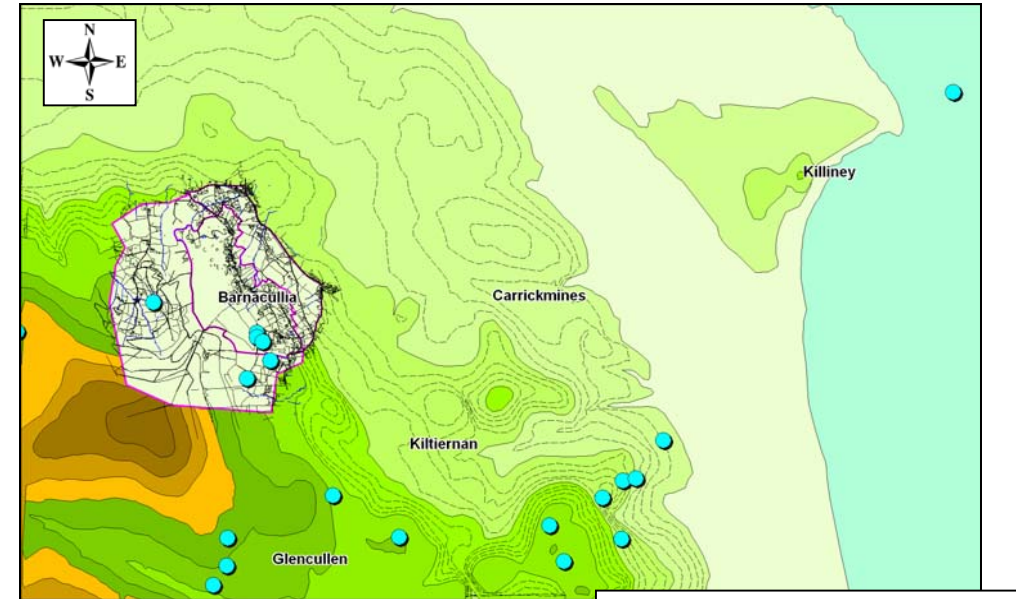 N
W E
S
Killiney
Barnacullia
Carrickmines
Kiltiernan
Glencullen